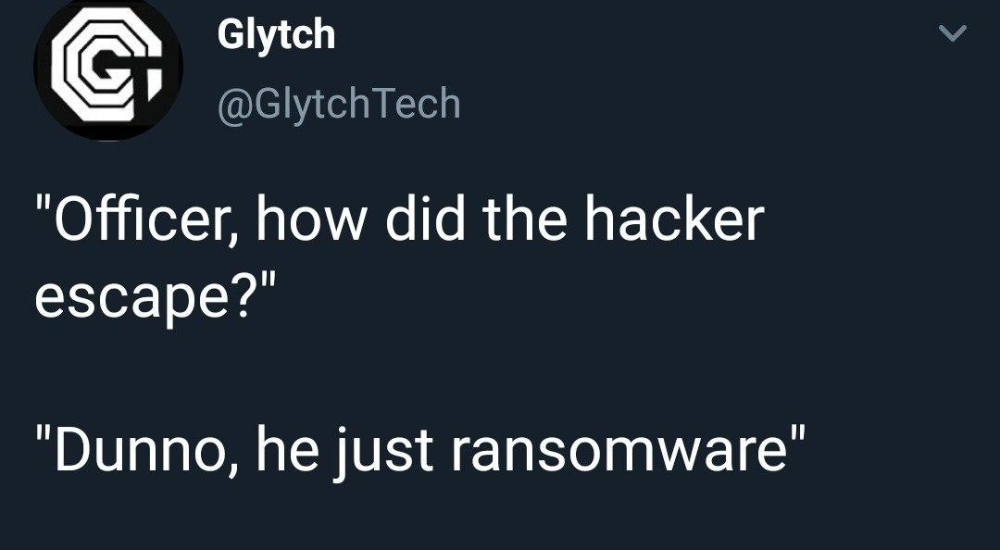 Glytch
@GlytchTech
"Officer, how did the hacker
escape?"
"Dunno, he just ransomware"